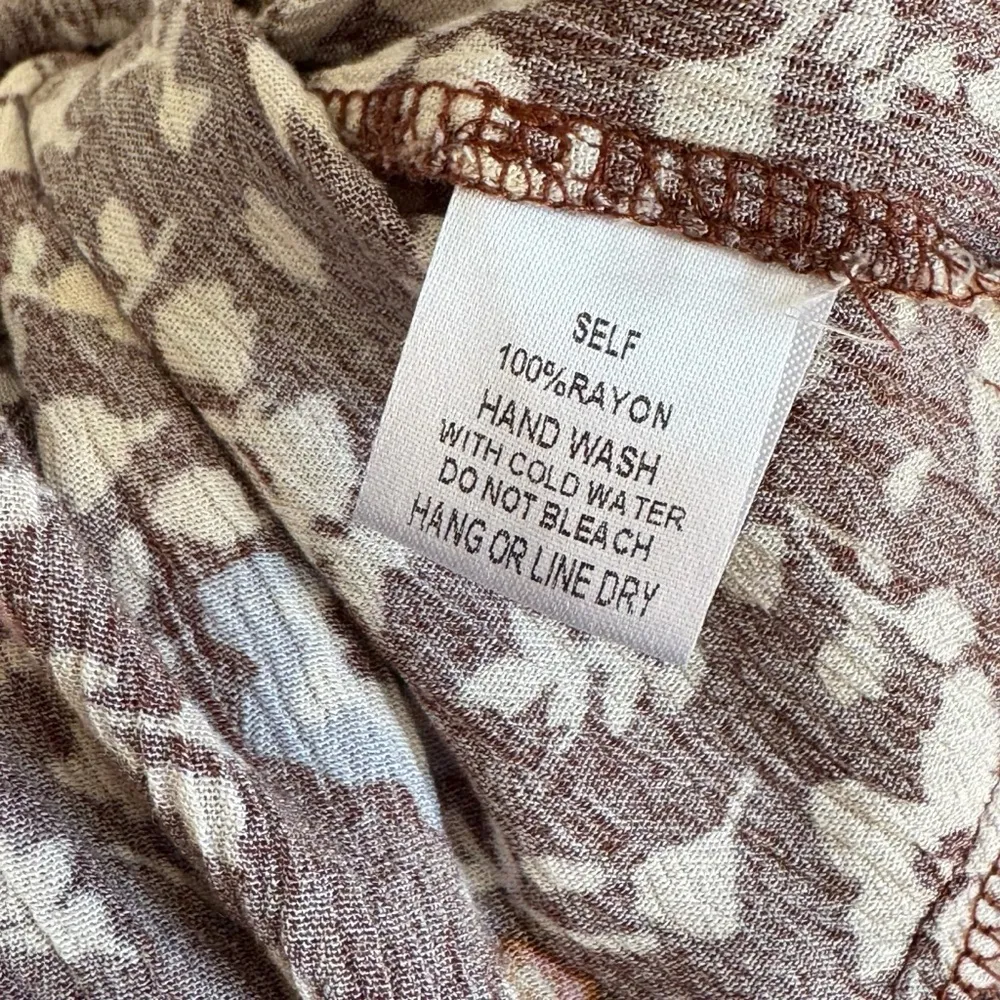 SELF
100%RAYON
HAND WASH
WITH COLD WATER
DO NOT BLEACH
HANG OR LINE DRY